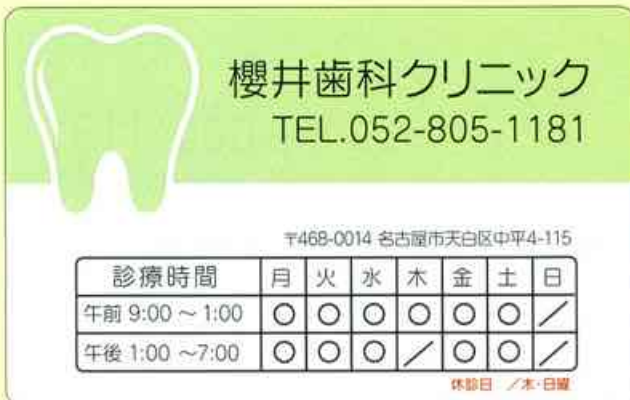 櫻井歯科クリニック
TEL.052-805-1181
〒468-0014 名古屋市天白区中平4-115
診療時間 月 火 水 木 金 土 日
午前 9:00 ～ 1:00 ○ ○ ○ ○ ○ ○ ／
午後 1:00 ～7:00 ○ ○ ○ ／ ○ ○ ／
休診日 ／木・日曜